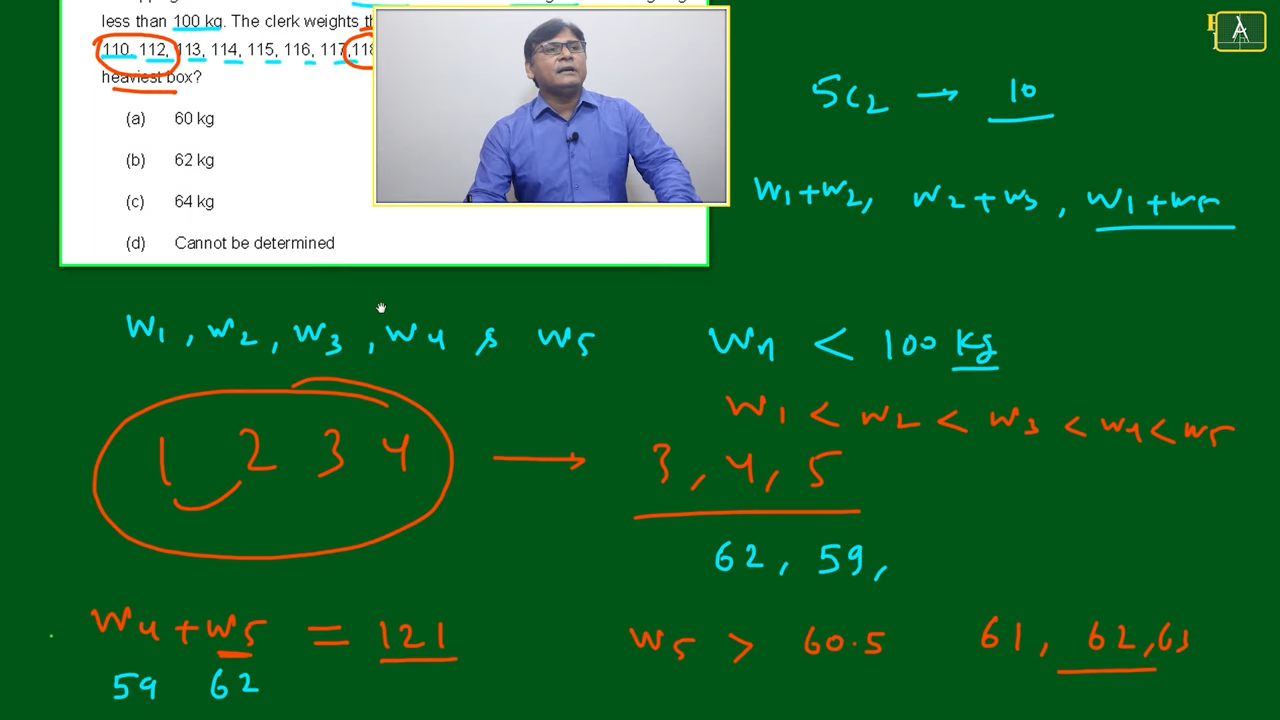 less than 100 kg. The clerk weights
110, 112, 113, 114, 115, 116, 117, 118
heaviest box?
(a) 60 kg
(b) 62 kg
(c) 64 kg
(d) Cannot be determined
5C2 → 10
W1+W2, W2+W3, W1+W5
W1, W2, W3, W4 & W5
Wn < 100 kg
W1 < W2 < W3 < W4 < W5
1 2 3 4 → 3, 4, 5
62, 59,
W4 + W5 = 121
W5 > 60.5 61, 62, 63
59 62